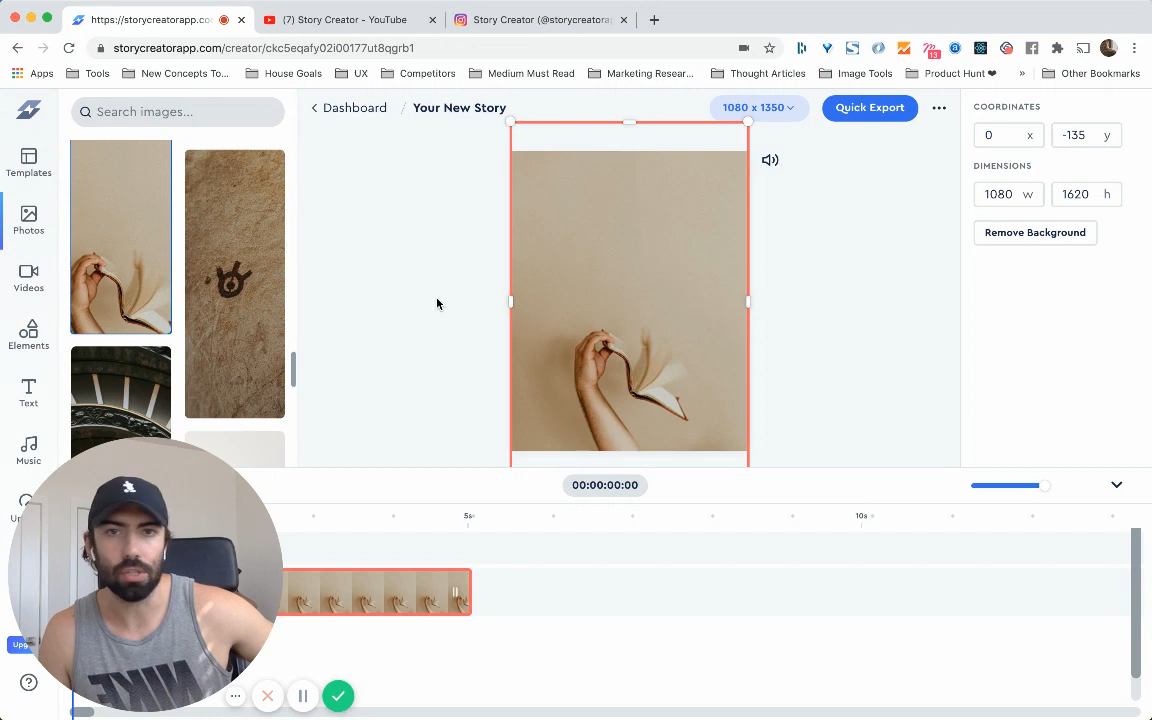 https://storycreatorapp.co
(7) Story Creator - YouTube
Story Creator (@storycreatora
storycreatorapp.com/creator/ckc5eqafy02i00177ut8qgrb1
13
Apps
Tools
New Concepts To...
House Goals
UX
Competitors
Medium Must Read
Marketing Resear...
Thought Articles
Image Tools
Product Hunt ❤
»
Other Bookmarks
Search images...
Dashboard / Your New Story
1080 x 1350
Quick Export
COORDINATES
0 x
-135 y
DIMENSIONS
1080 w
1620 h
Remove Background
Templates
Photos
Videos
Elements
Text
Music
Upg
00:00:00:00
5s
10s